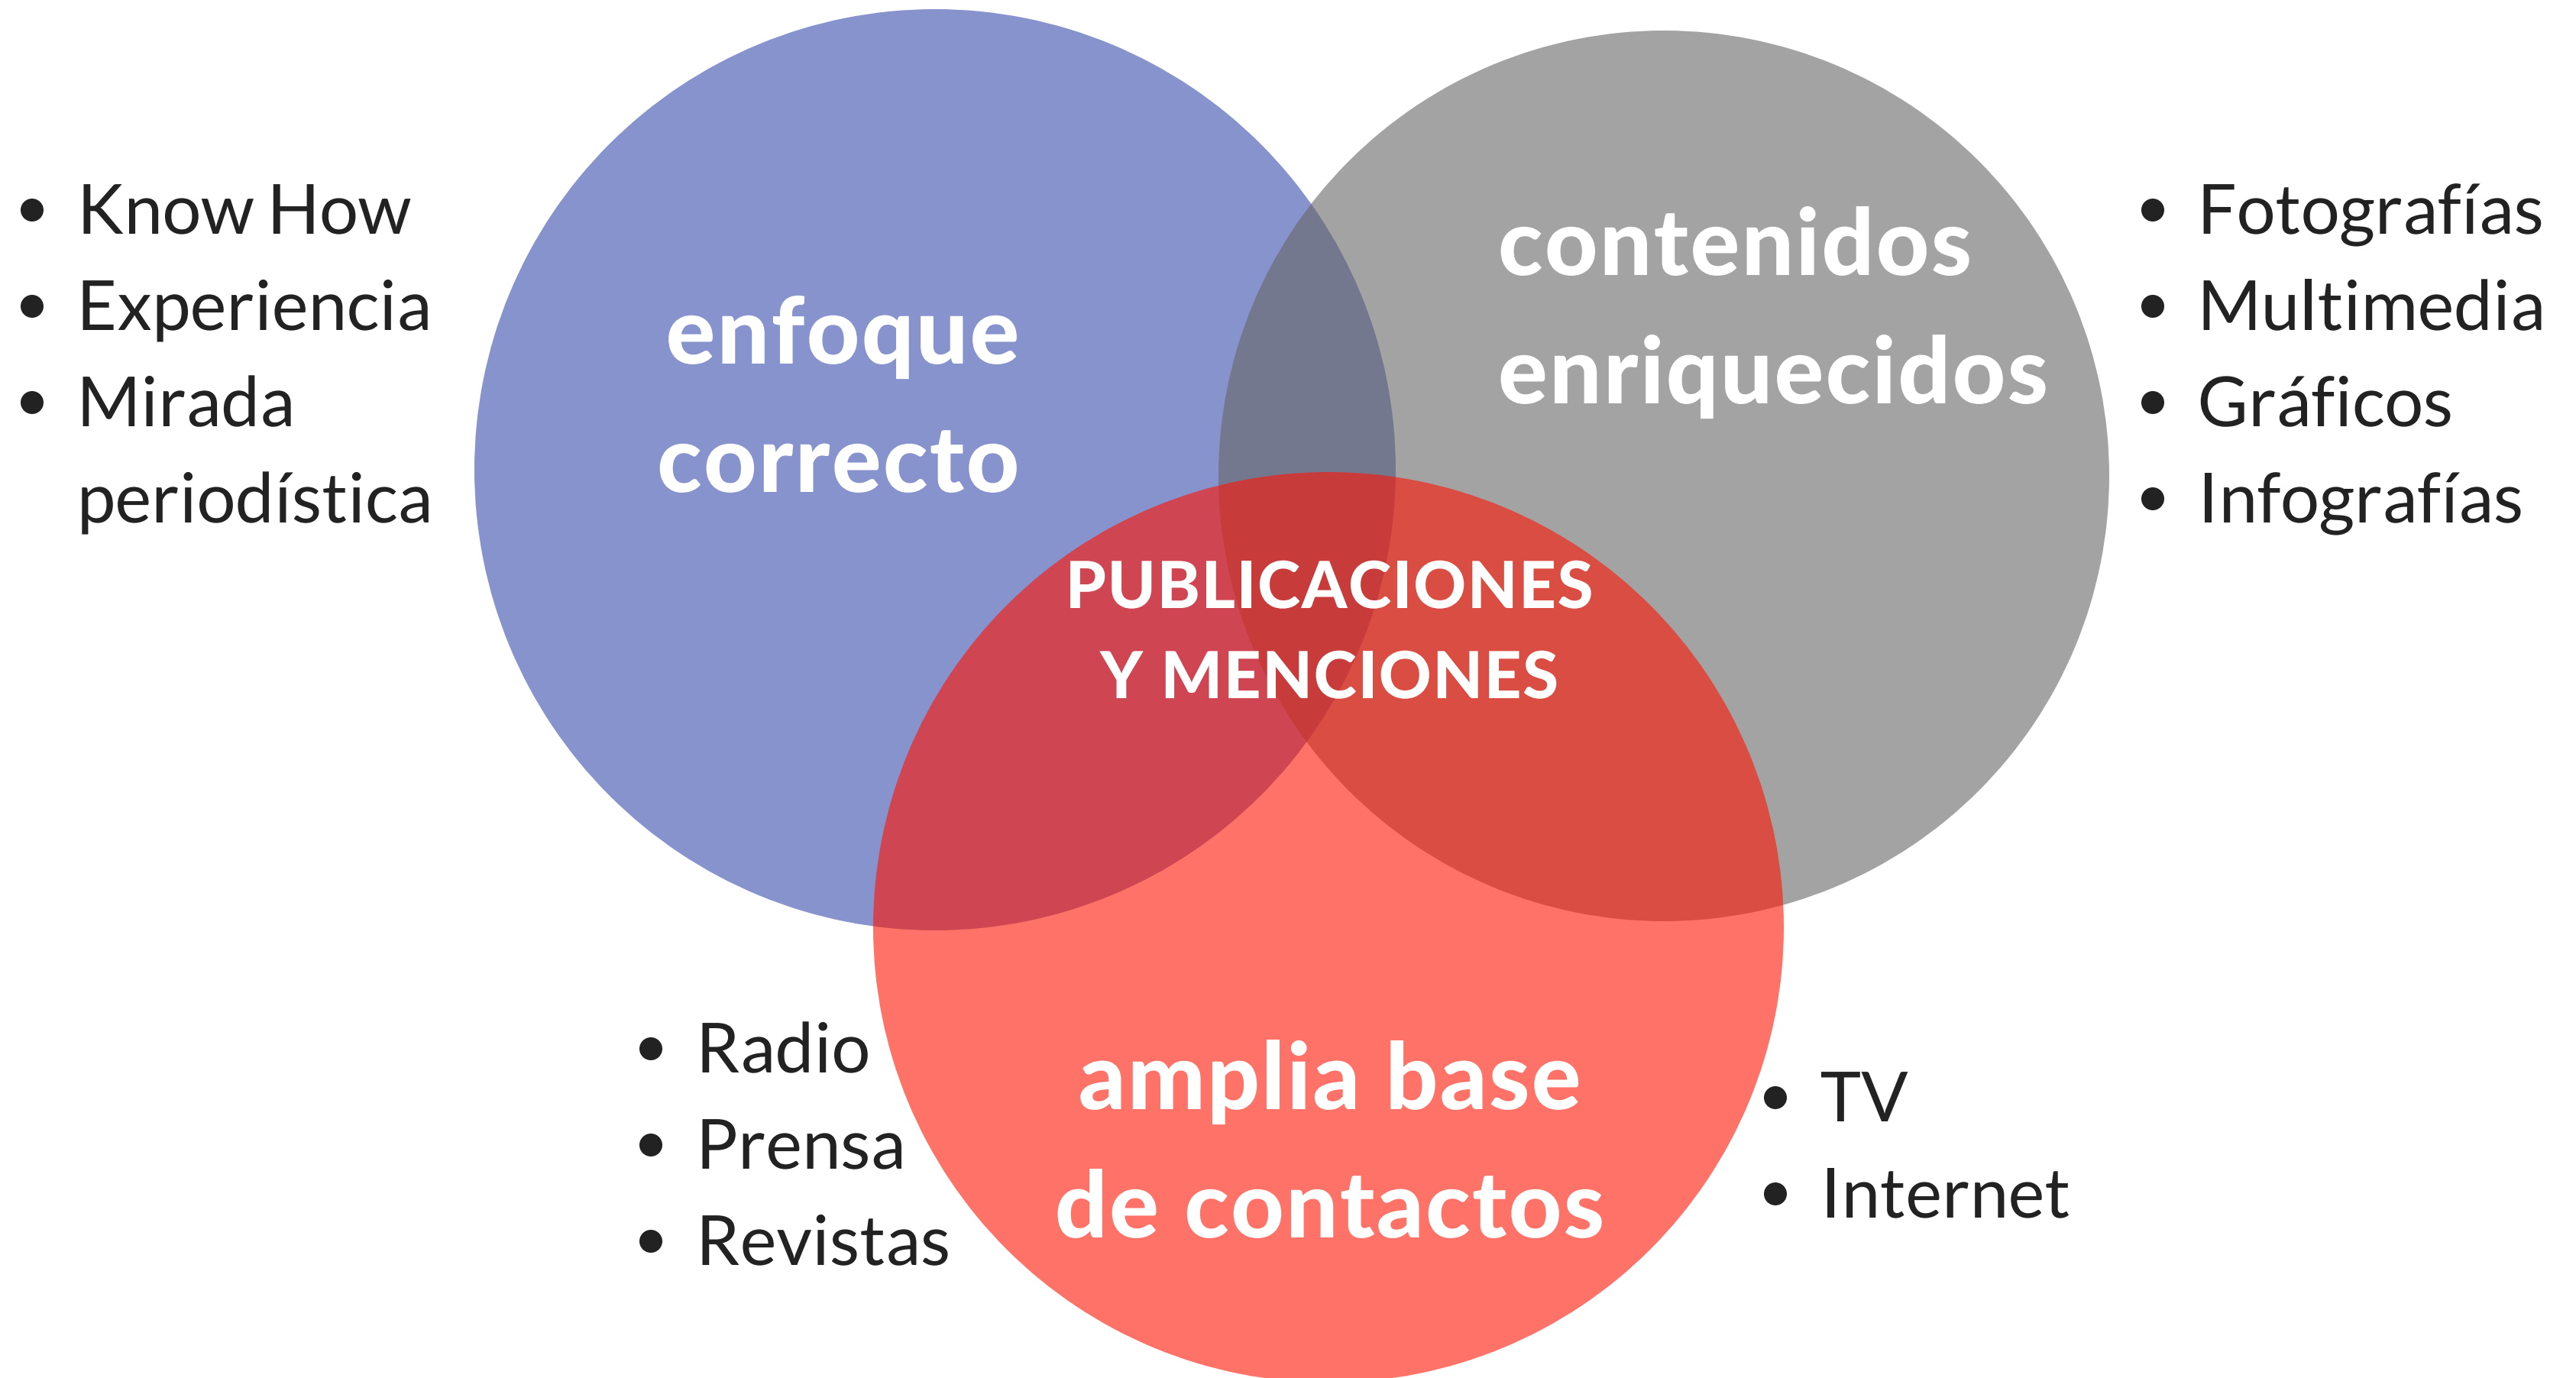 • Know How
• Experiencia
• Mirada
periodística
enfoque
correcto
contenidos
enriquecidos
• Fotografías
• Multimedia
• Gráficos
• Infografías
PUBLICACIONES
Y MENCIONES
• Radio
• Prensa
• Revistas
amplia base
de contactos
• TV
• Internet